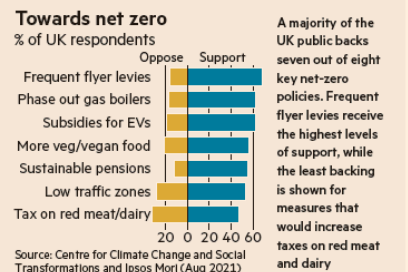 Towards net zero
% of UK respondents
Oppose Support
Frequent flyer levies
Phase out gas boilers
Subsidies for EVs
More veg/vegan food
Sustainable pensions
Low traffic zones
Tax on red meat/dairy
20 0 20 40 60
Source: Centre for Climate Change and Social
Transformations and Ipsos Mori (Aug 2021)
A majority of the
UK public backs
seven out of eight
key net-zero
policies. Frequent
flyer levies receive
the highest levels
of support, while
the least backing
is shown for
measures that
would increase
taxes on red meat
and dairy